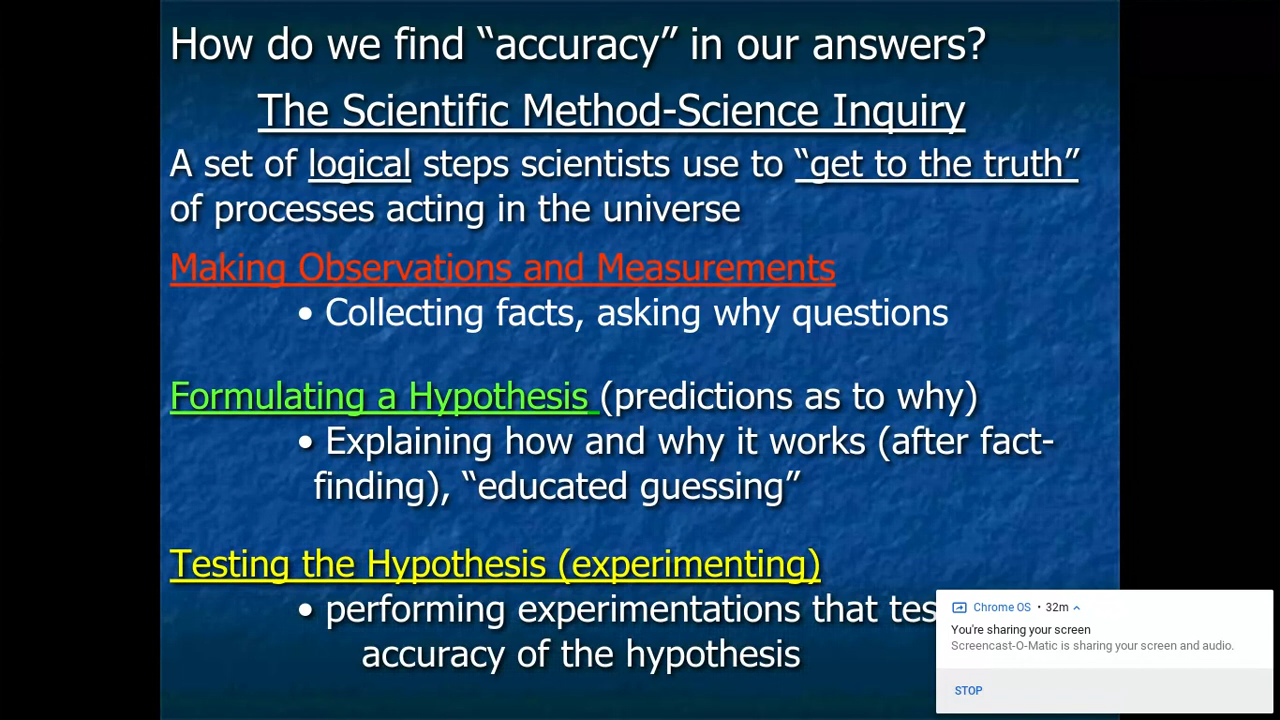 How do we find “accuracy” in our answers?
The Scientific Method-Science Inquiry
A set of logical steps scientists use to “get to the truth”
of processes acting in the universe
Making Observations and Measurements
• Collecting facts, asking why questions
Formulating a Hypothesis (predictions as to why)
• Explaining how and why it works (after fact-
finding), “educated guessing”
Testing the Hypothesis (experimenting)
• performing experimentations that tes
accuracy of the hypothesis
Chrome OS • 32m
You're sharing your screen
Screencast-O-Matic is sharing your screen and audio.
STOP